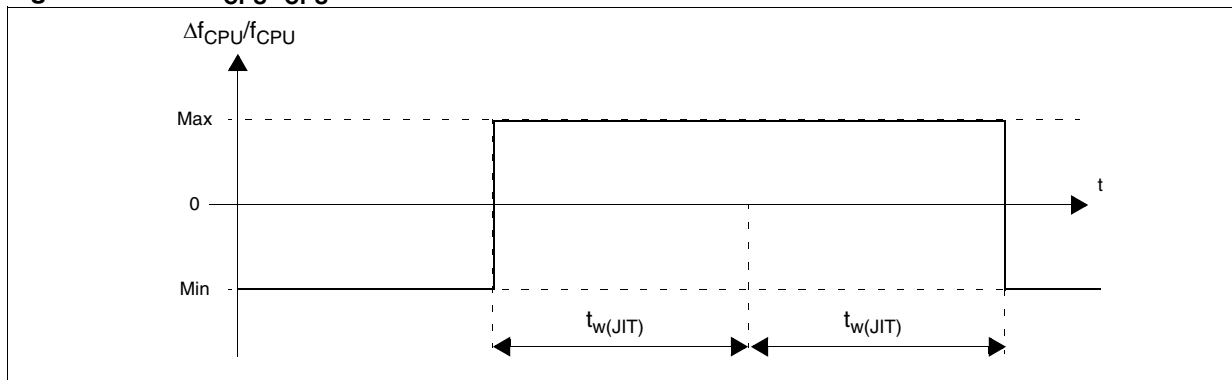 Δf_CPU/f_CPU
Max
t
0
Min
t_w(JIT) t_w(JIT)